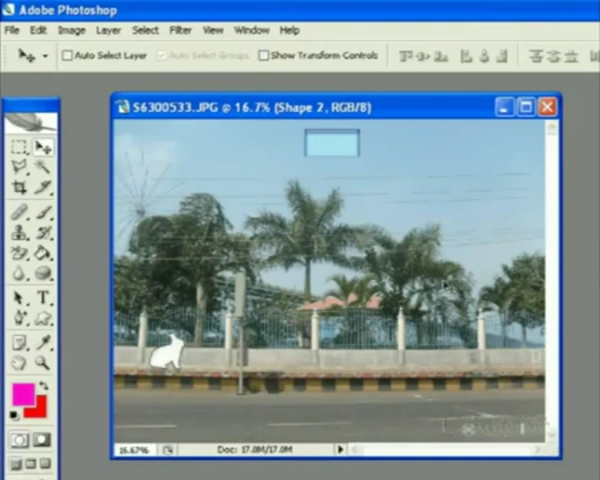 Adobe Photoshop
File Edit Image Layer Select Filter View Window Help
Auto Select Layer Auto Select Groups Show Transform Controls
S6300533.JPG @ 16.7% (Shape 2, RGB/8)
T
16.67% Doc: 17.0M/17.0M